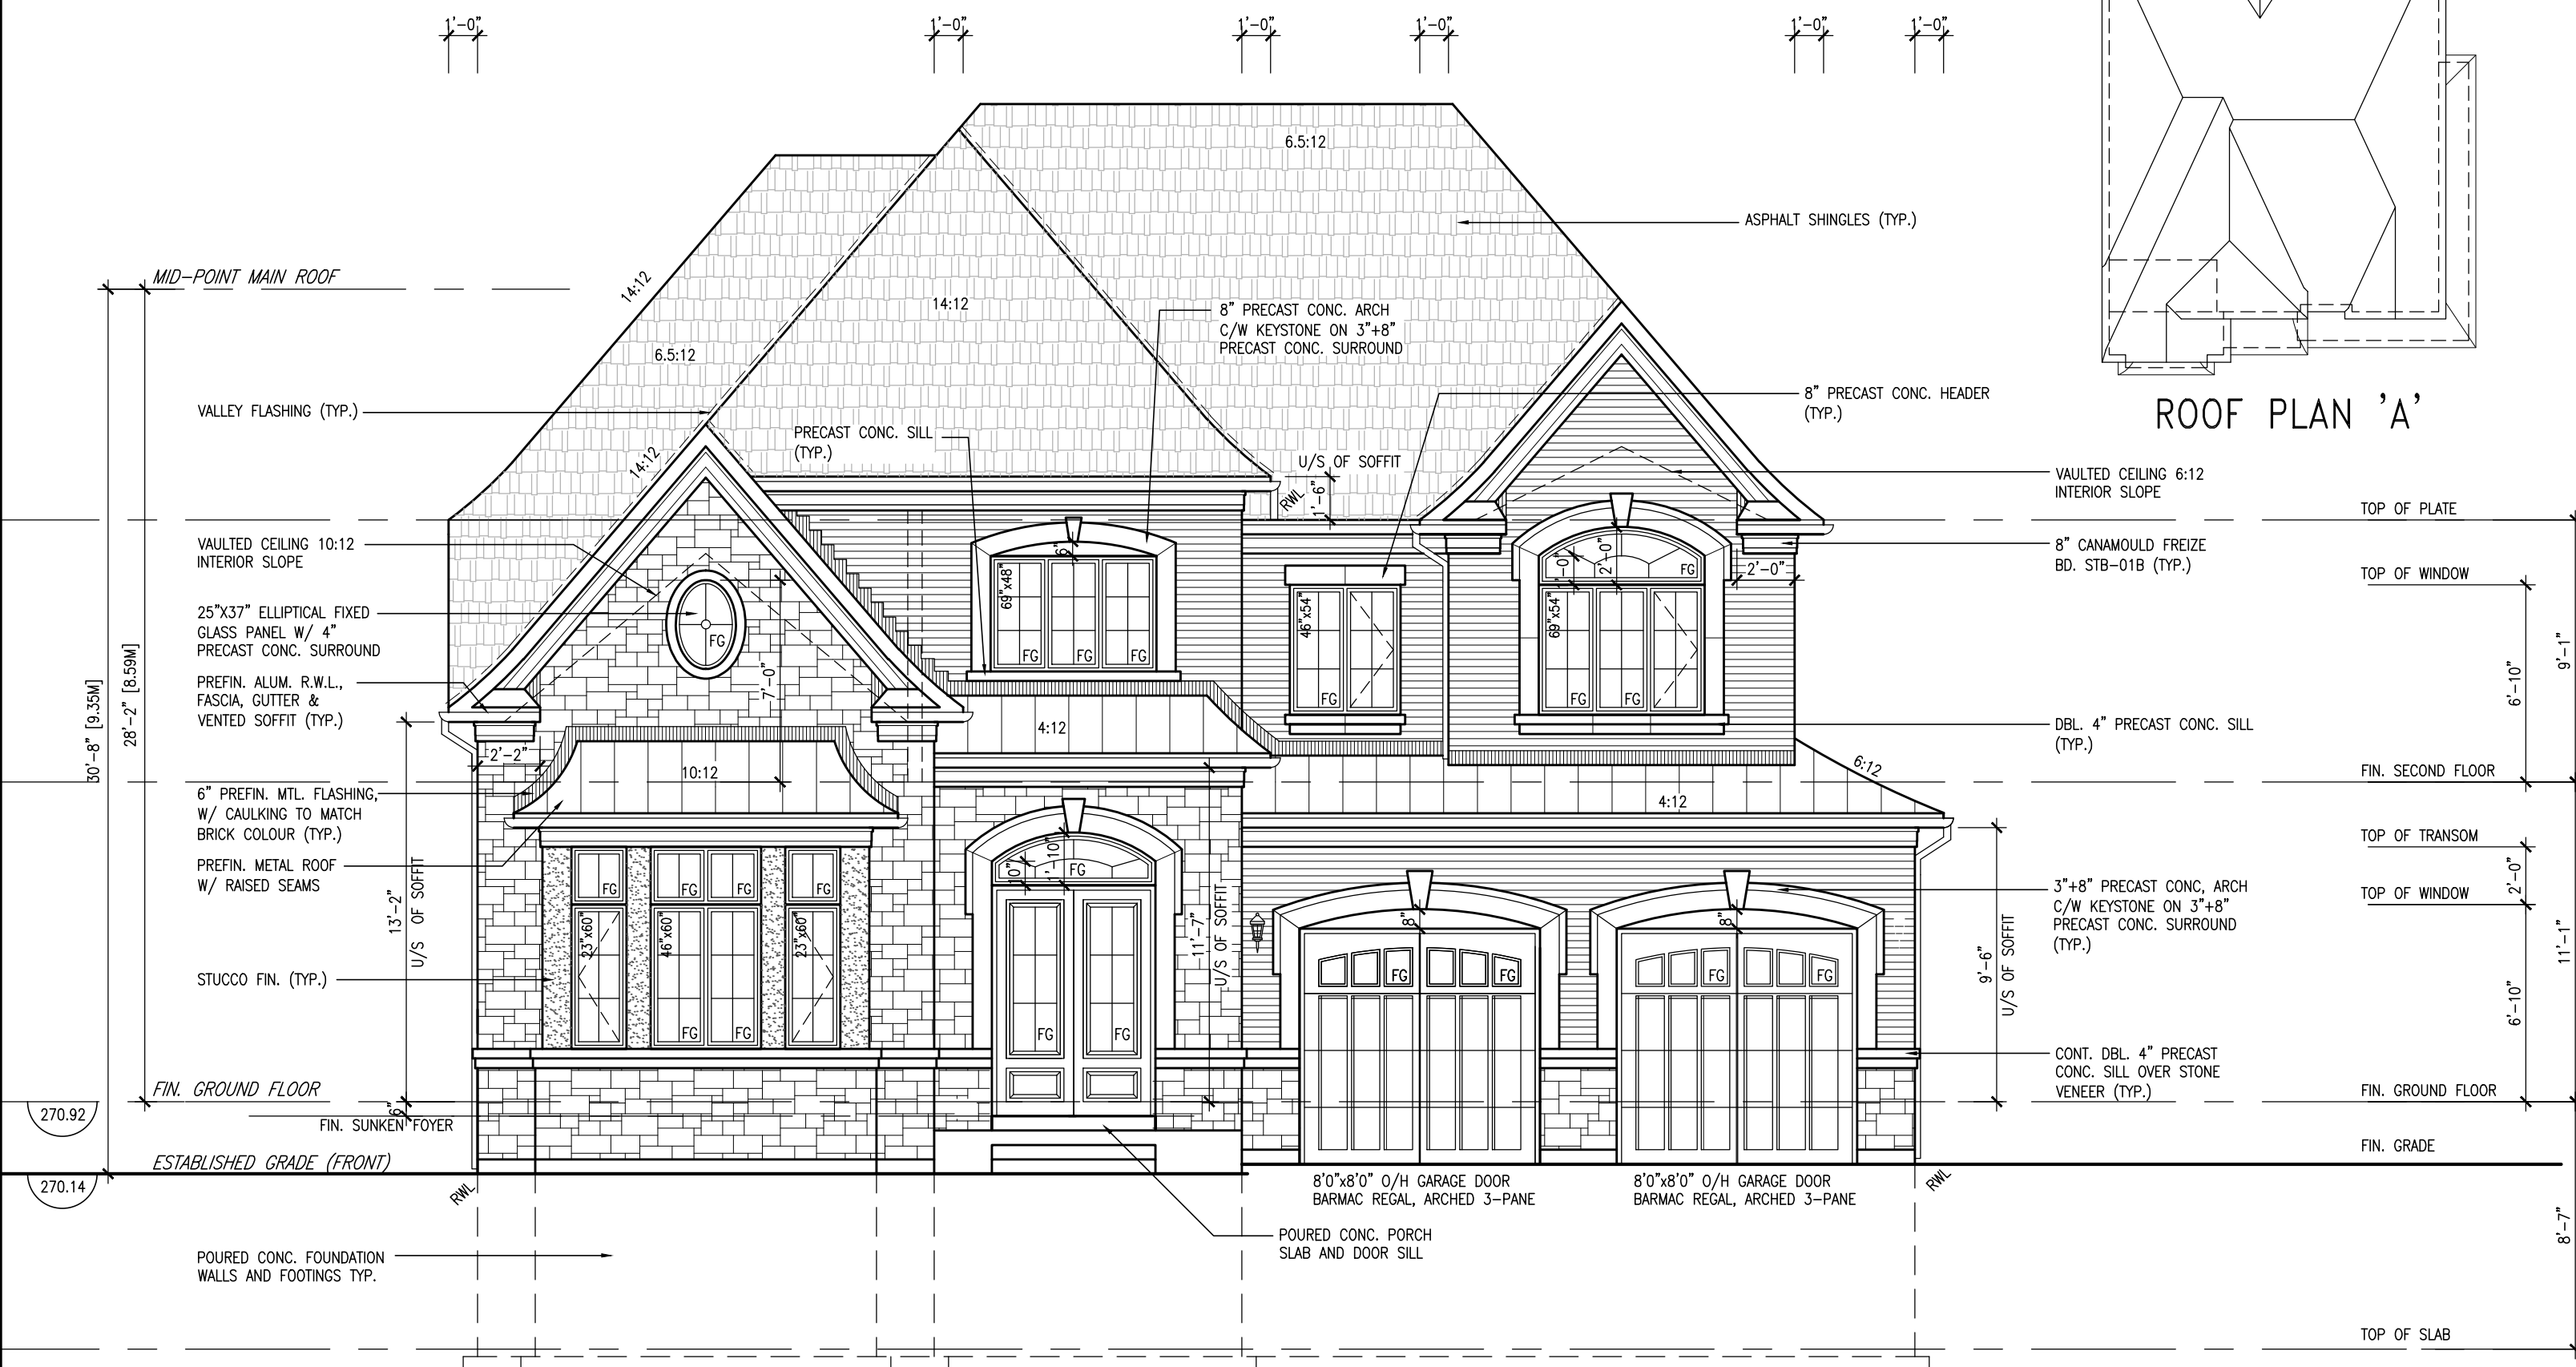 1'-0"
1'-0"
1'-0"
1'-0"
1'-0"
1'-0"
6.5:12
ASPHALT SHINGLES (TYP.)
MID-POINT MAIN ROOF
14:12
14:12
8" PRECAST CONC. ARCH
C/W KEYSTONE ON 3"+8"
PRECAST CONC. SURROUND
6.5:12
8" PRECAST CONC. HEADER
(TYP.)
ROOF PLAN 'A'
VALLEY FLASHING (TYP.)
PRECAST CONC. SILL
(TYP.)
14:12
U/S OF SOFFIT
RWL
1'-6"
VAULTED CEILING 6:12
INTERIOR SLOPE
TOP OF PLATE
VAULTED CEILING 10:12
INTERIOR SLOPE
8" CANAMOULD FREIZE
BD. STB-01B (TYP.)
TOP OF WINDOW
6"
69"x48"
FG
FG
FG
46"x54"
FG
1'-0"
2'-0"
FG
2'-0"
69"x54"
FG
FG
25"X37" ELLIPTICAL FIXED
GLASS PANEL W/ 4"
PRECAST CONC. SURROUND
FG
7'-0"
PREFIN. ALUM. R.W.L.,
FASCIA, GUTTER &
VENTED SOFFIT (TYP.)
30'-8" [9.35M]
28'-2" [8.59M]
6'-10"
9'-1"
DBL. 4" PRECAST CONC. SILL
(TYP.)
4:12
2'-2"
10:12
6:12
FIN. SECOND FLOOR
4:12
6" PREFIN. MTL. FLASHING,
W/ CAULKING TO MATCH
BRICK COLOUR (TYP.)
TOP OF TRANSOM
PREFIN. METAL ROOF
W/ RAISED SEAMS
10"
1'-10"
FG
FG
FG
FG
FG
2'-0"
3"+8" PRECAST CONC, ARCH
C/W KEYSTONE ON 3"+8"
PRECAST CONC. SURROUND
(TYP.)
TOP OF WINDOW
13'-2"
U/S OF SOFFIT
23"x60"
46"x60"
23"x60"
11'-7"
U/S OF SOFFIT
8"
8"
9'-6"
U/S OF SOFFIT
11'-1"
STUCCO FIN. (TYP.)
FG
FG
FG
FG
6'-10"
FG
FG
FG
FG
CONT. DBL. 4" PRECAST
CONC. SILL OVER STONE
VENEER (TYP.)
FIN. GROUND FLOOR
FIN. GROUND FLOOR
270.92
6"
FIN. SUNKEN FOYER
FIN. GRADE
ESTABLISHED GRADE (FRONT)
270.14
RWL
8'0"x8'0" O/H GARAGE DOOR
BARMAC REGAL, ARCHED 3-PANE
8'0"x8'0" O/H GARAGE DOOR
BARMAC REGAL, ARCHED 3-PANE
RWL
POURED CONC. PORCH
SLAB AND DOOR SILL
8'-7"
POURED CONC. FOUNDATION
WALLS AND FOOTINGS TYP.
TOP OF SLAB